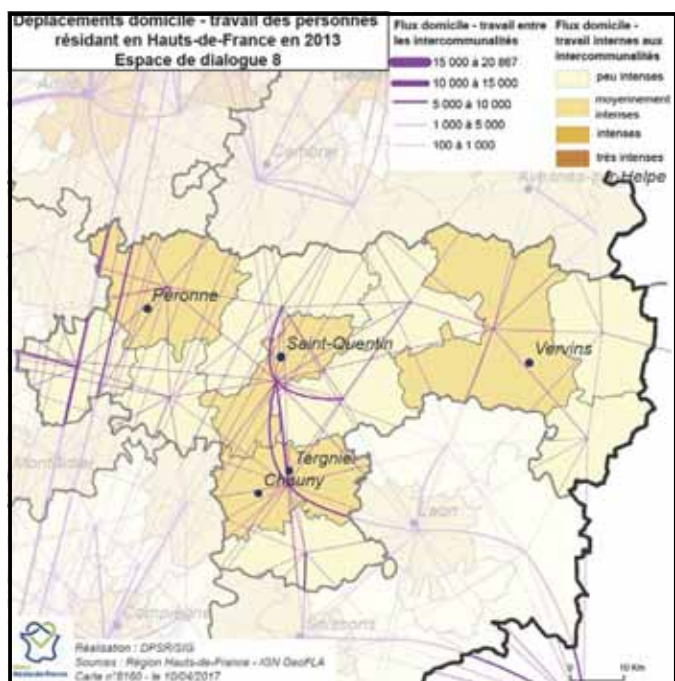 Déplacements domicile - travail des personnes
résidant en Hauts-de-France en 2013
Espace de dialogue 8
Flux domicile - travail entre
les intercommunalités
15 000 à 20 867
10 000 à 15 000
5 000 à 10 000
1 000 à 5 000
100 à 1 000
Flux domicile -
travail internes aux
intercommunalités
peu intenses
moyennement
intenses
intenses
très intenses
Cambrai
Helpe
Péronne
Saint-Quentin
Vervins
Montdidier
Tergnier
Chauny
Laon
Compiègne
Soissons
Hauts-de-France
Réalisation : DPSR/SIG
Sources : Région Hauts-de-France - IGN GeoFLA
Carte n°8160 - le 10/04/2017
0 10 Km